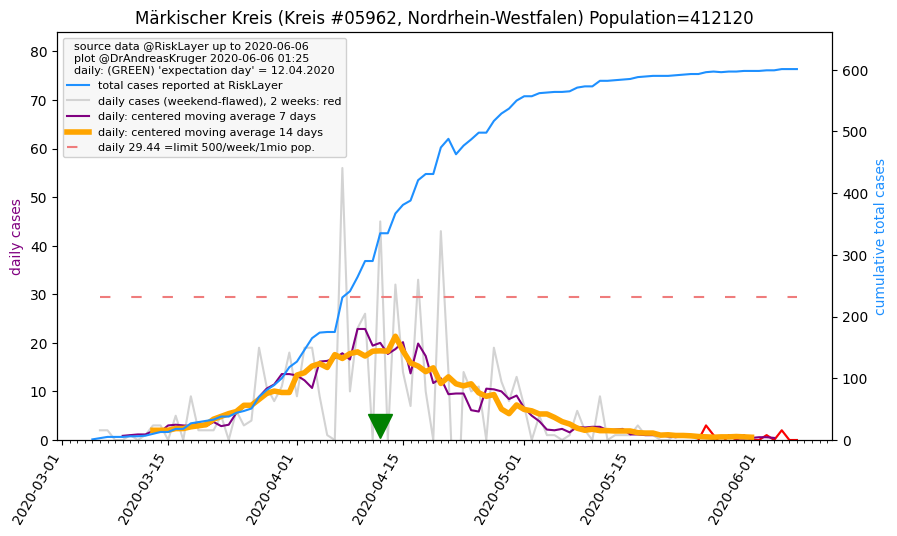 Märkischer Kreis (Kreis #05962, Nordrhein-Westfalen) Population=412120
source data @RiskLayer up to 2020-06-06
plot @DrAndreasKruger 2020-06-06 01:25
daily: (GREEN) 'expectation day' = 12.04.2020
total cases reported at RiskLayer
daily cases (weekend-flawed), 2 weeks: red
daily: centered moving average 7 days
daily: centered moving average 14 days
daily 29.44 =limit 500/week/1mio pop.
daily cases
80
70
60
50
40
30
20
10
0
cumulative total cases
600
500
400
300
200
100
0
2020-03-01
2020-03-15
2020-04-01
2020-04-15
2020-05-01
2020-05-15
2020-06-01